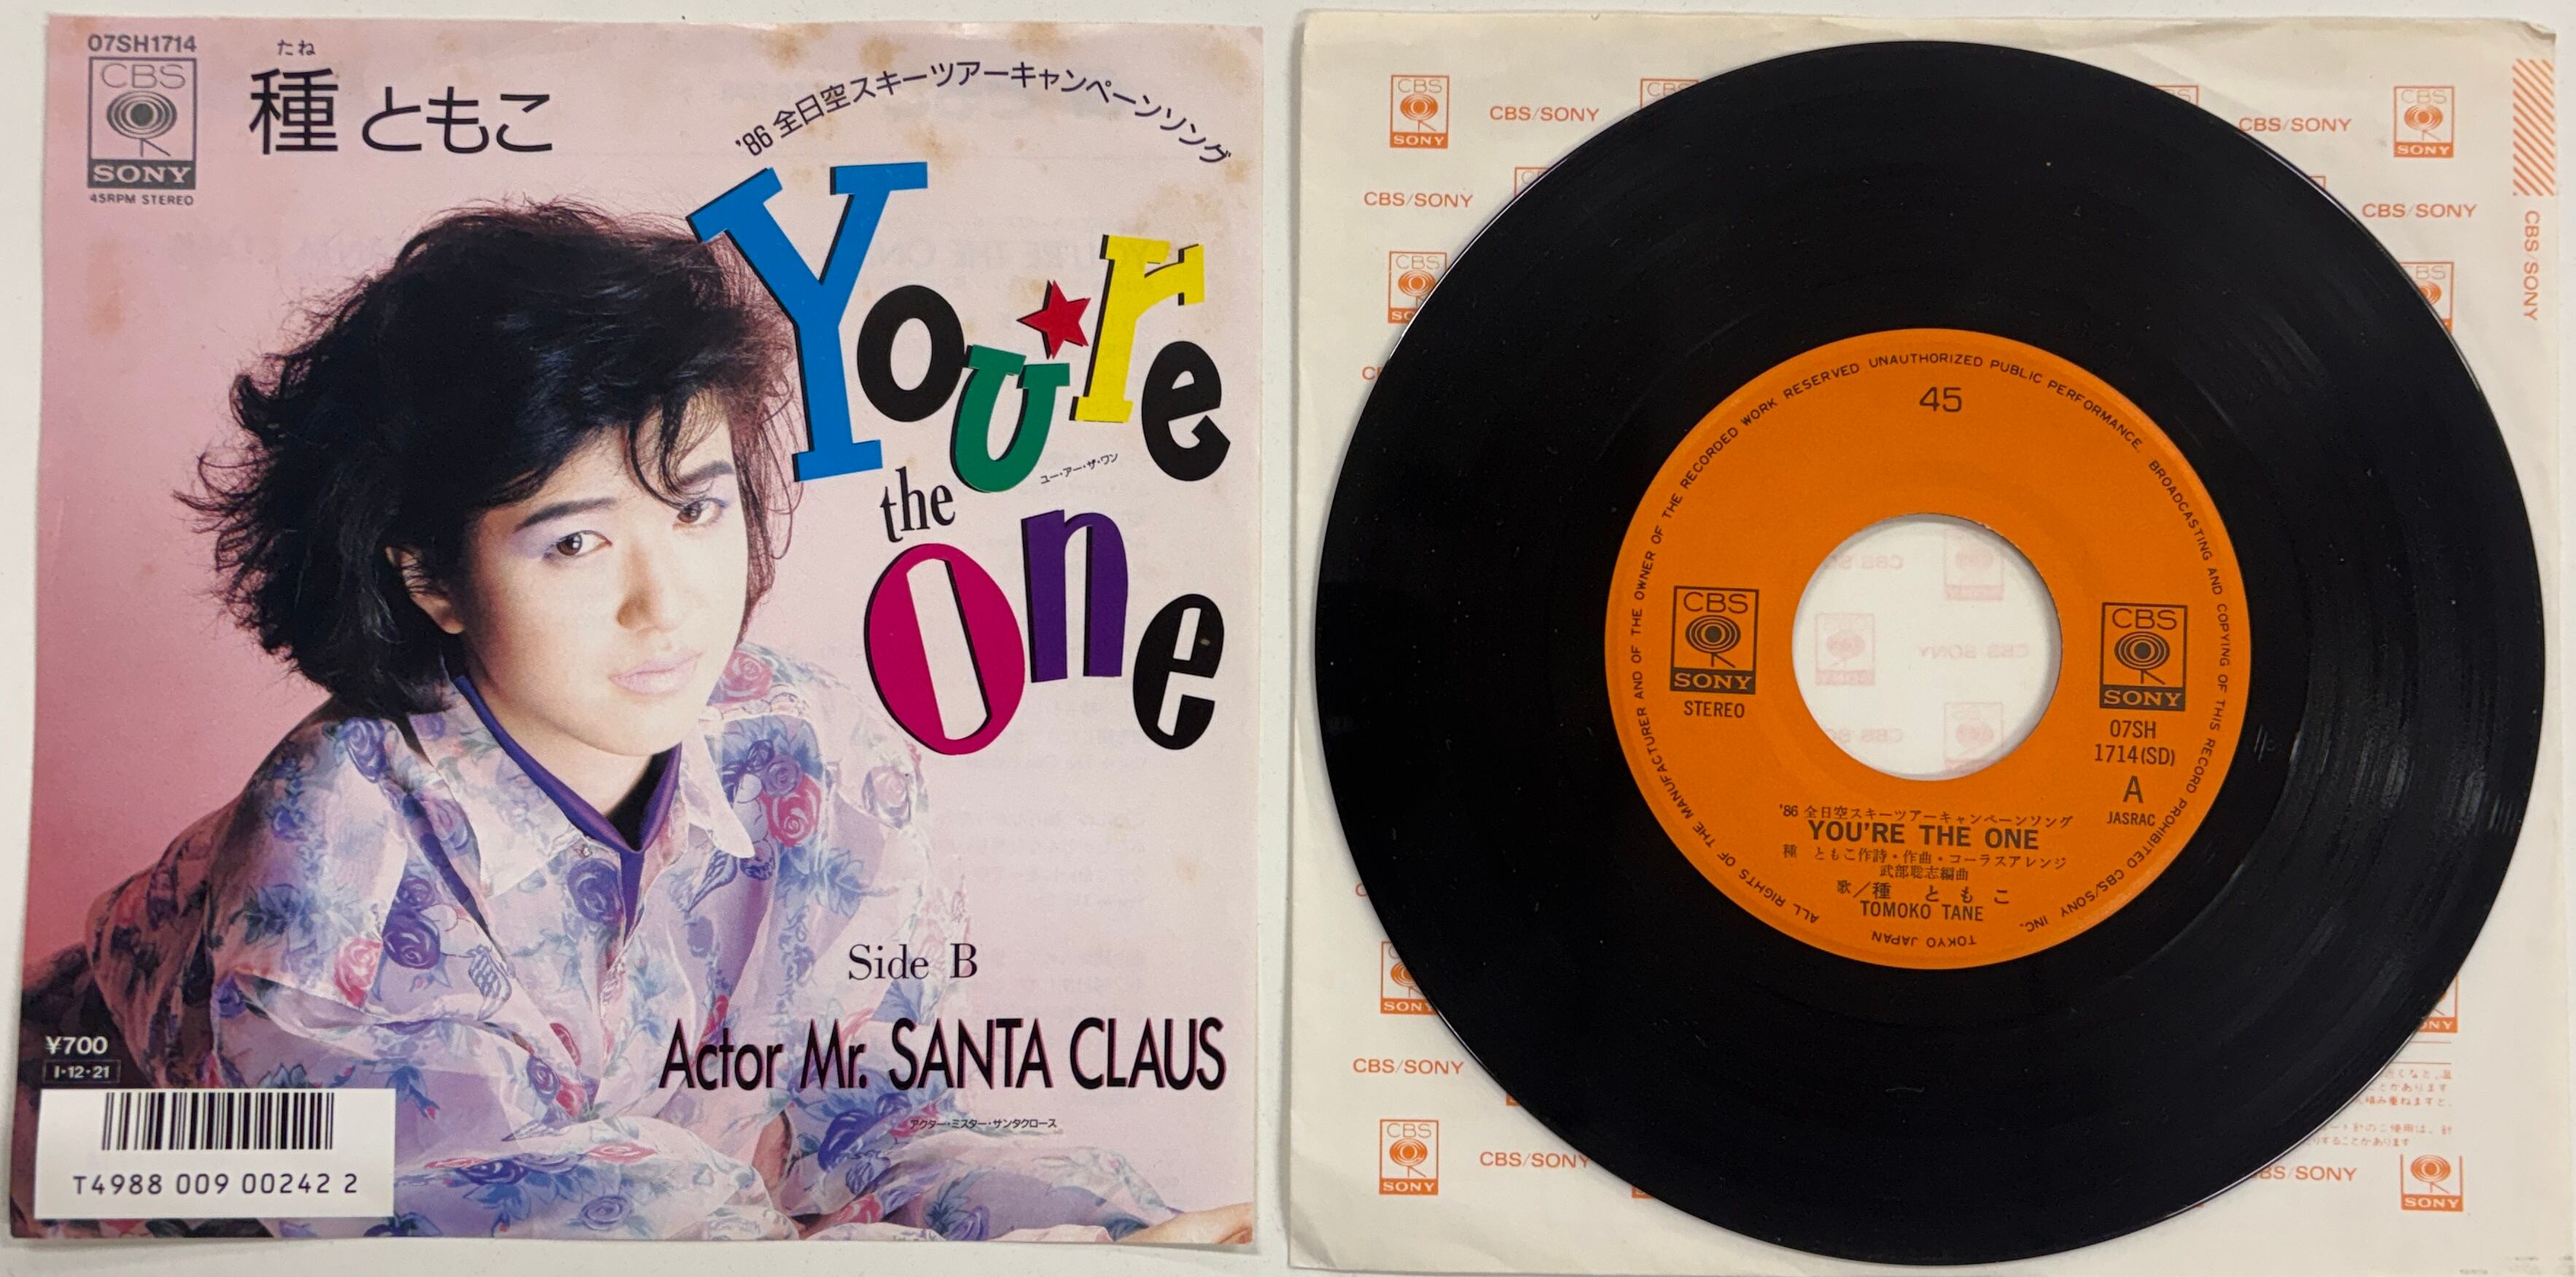 07SH1714
CBS
SONY
45RPM STEREO
たね
種ともこ
'86 全日空スキーツアーキャンペーンソング
You're
ユー・アー・ザ・ワン
the
One
Side B
Actor Mr. SANTA CLAUS
アクター・ミスター・サンタクロース
¥700
I・12・21
T4988 009 00242 2
CBS
SONY
CBS/SONY
CBS/SONY
CBS
SONY
CBS/SONY
CBS/SONY
CBS/SONY
CBS/SONY
CBS
SONY
CBS/SONY
CBS/SONY
CBS
SONY
ALL RIGHTS OF THE MANUFACTURER AND OF THE OWNER OF THE RECORDED WORK RESERVED UNAUTHORIZED PUBLIC PERFORMANCE. BROADCASTING AND COPYING OF THIS RECORD PROHIBITED CBS/SONY INC.
TOKYO JAPAN
45
CBS
SONY
STEREO
CBS
SONY
07SH
1714(SD)
A
JASRAC
'86 全日空スキーツアーキャンペーンソング
YOU'RE THE ONE
種 ともこ作詩・作曲・コーラスアレンジ
武部聡志編曲
歌/種 ともこ
TOMOKO TANE